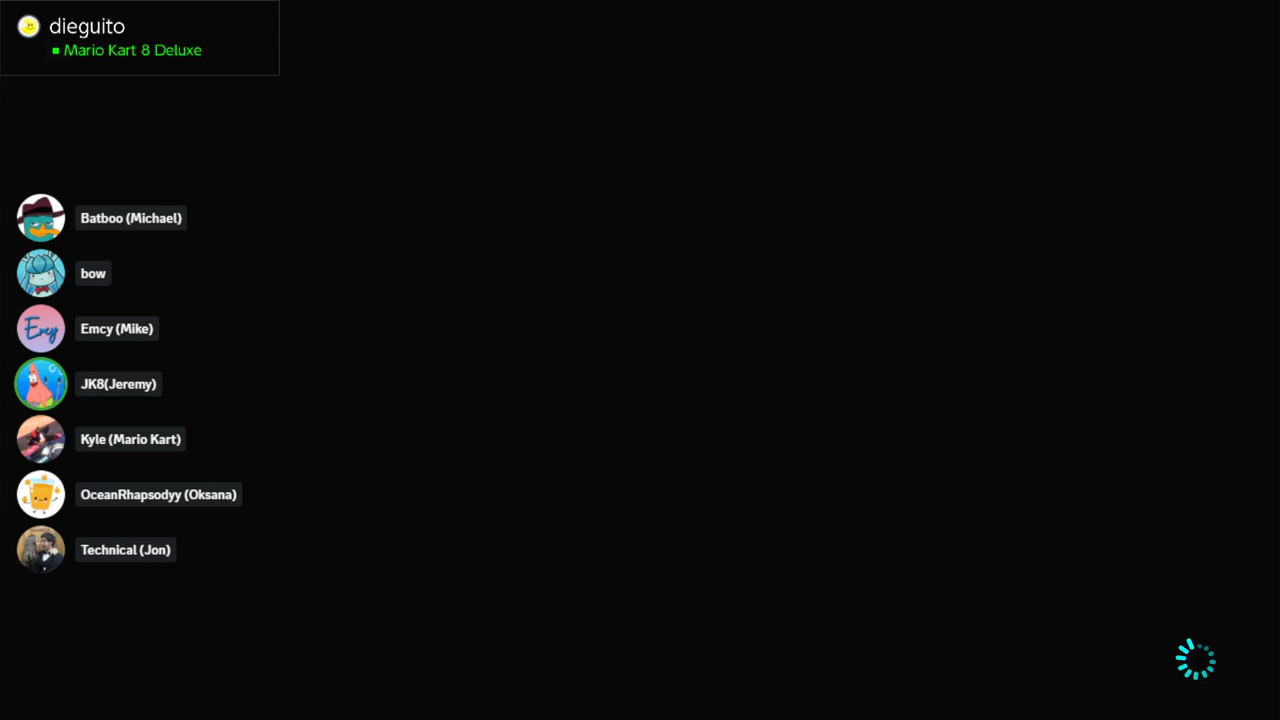 dieguito
Mario Kart 8 Deluxe
Batboo (Michael)
bow
Emcy (Mike)
Emcy
JK8(Jeremy)
Kyle (Mario Kart)
OceanRhapsodyy (Oksana)
Technical (Jon)